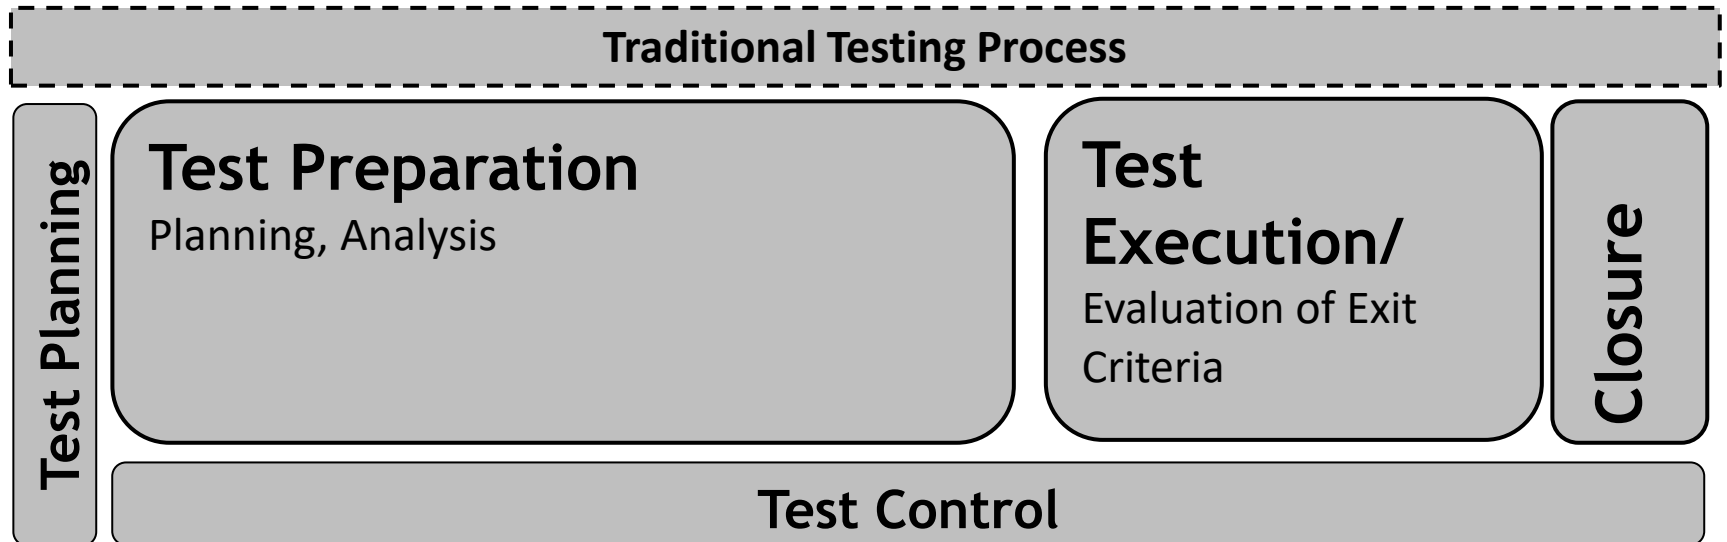 Traditional Testing Process
Test Planning
Test Preparation
Planning, Analysis
Test
Execution/
Evaluation of Exit
Criteria
Closure
Test Control